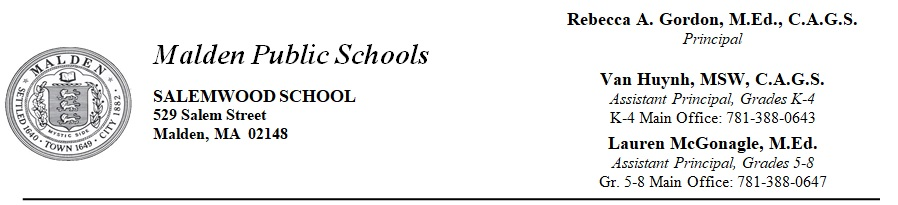 MALDEN
SETTLED 1640 · TOWN 1649 · CITY 1882 ·
MYSTIC SIDE
Malden Public Schools
SALEMWOOD SCHOOL
529 Salem Street
Malden, MA 02148
Rebecca A. Gordon, M.Ed., C.A.G.S.
Principal
Van Huynh, MSW, C.A.G.S.
Assistant Principal, Grades K-4
K-4 Main Office: 781-388-0643
Lauren McGonagle, M.Ed.
Assistant Principal, Grades 5-8
Gr. 5-8 Main Office: 781-388-0647